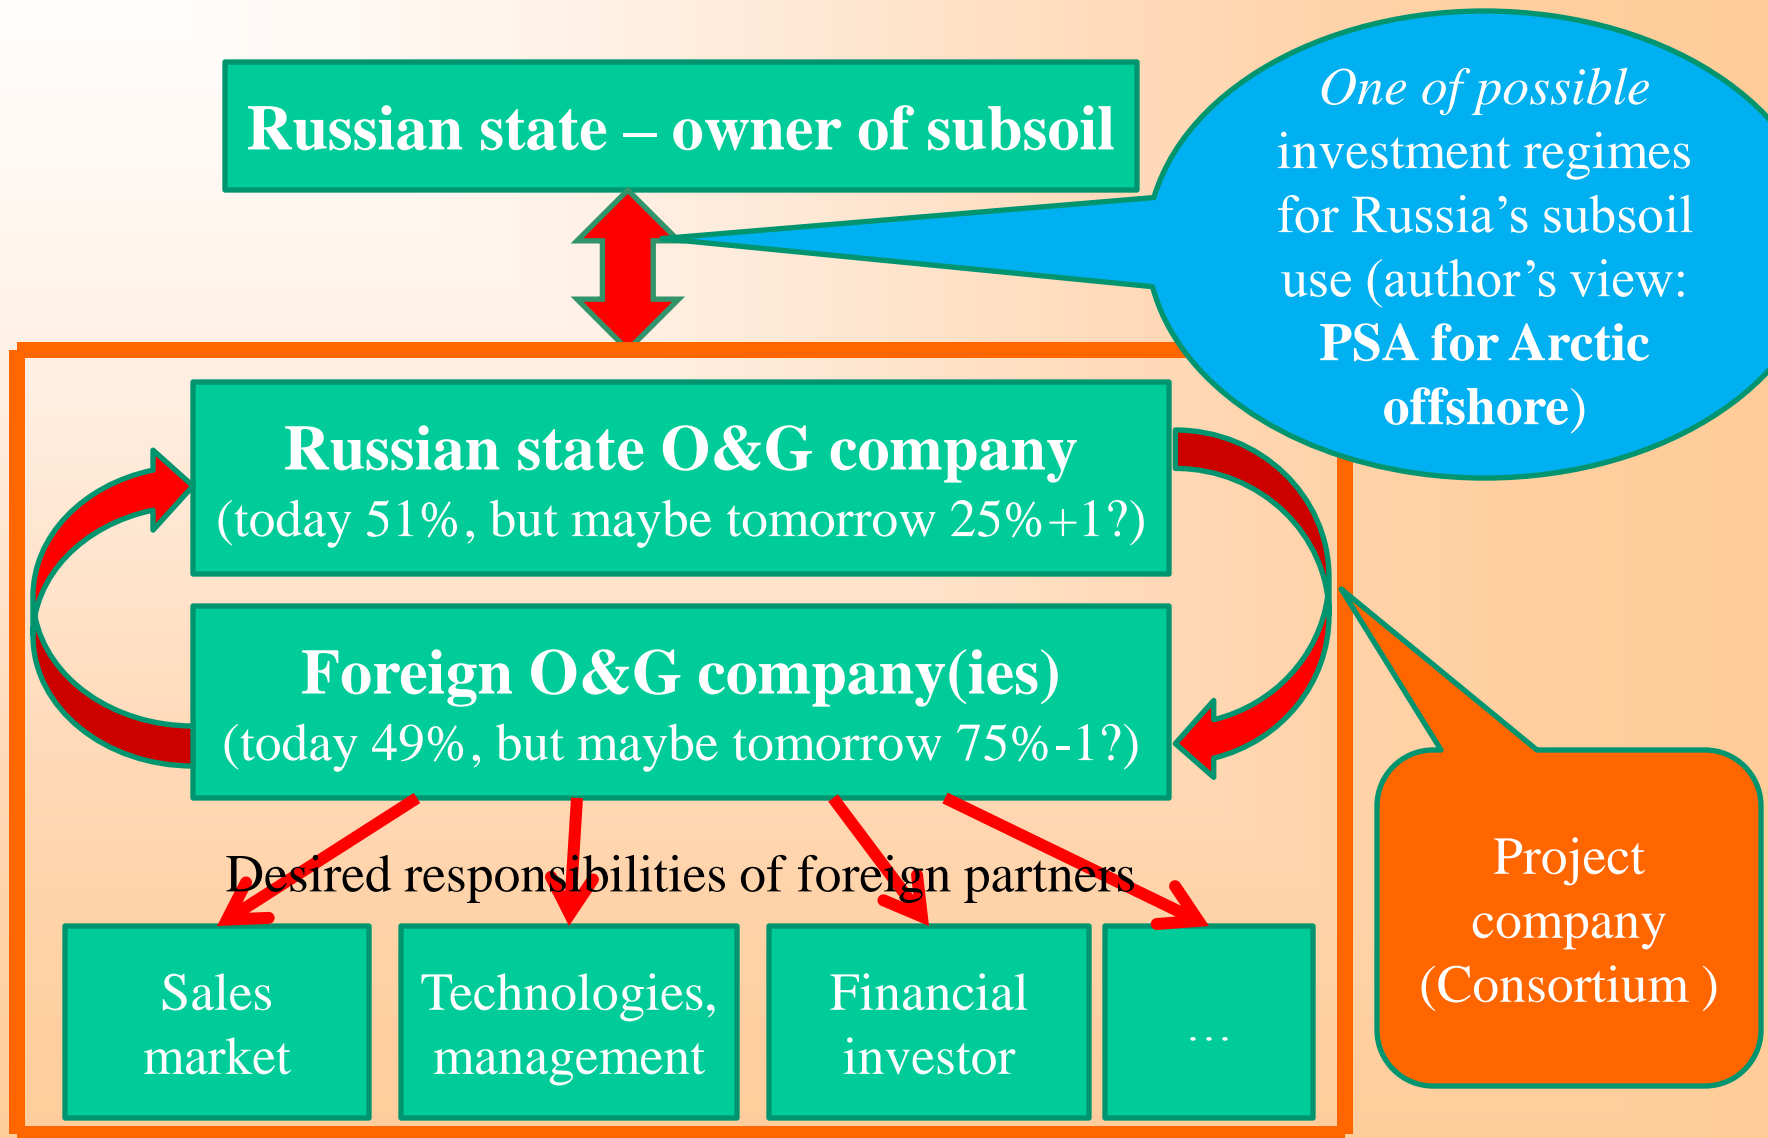 Russian state – owner of subsoil
One of possible
investment regimes
for Russia’s subsoil
use (author’s view:
PSA for Arctic
offshore)
Russian state O&G company
(today 51%, but maybe tomorrow 25%+1?)
Foreign O&G company(ies)
(today 49%, but maybe tomorrow 75%-1?)
Desired responsibilities of foreign partners
Sales
market
Technologies,
management
Financial
investor
…
Project
company
(Consortium )